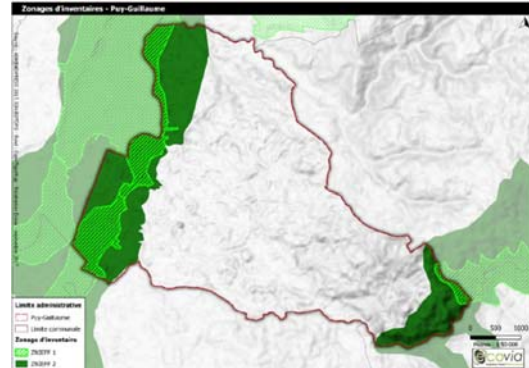 Zonages d'inventaires - Puy-Guillaume
Limite administrative
Puy-Guillaume
Limite communale
Zonage d'inventaire
ZNIEFF 1
ZNIEFF 2
0 500 1000
Mètres
ecovia